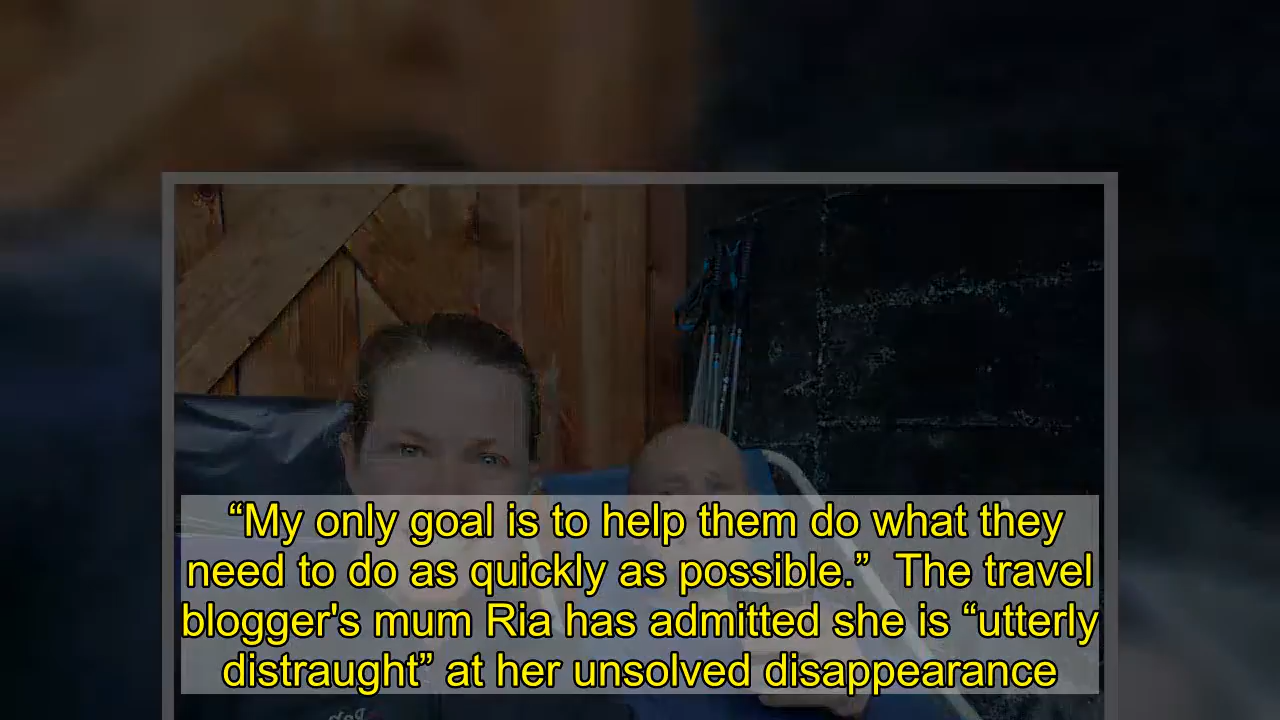 “My only goal is to help them do what they
need to do as quickly as possible.”  The travel
blogger's mum Ria has admitted she is “utterly
distraught” at her unsolved disappearance